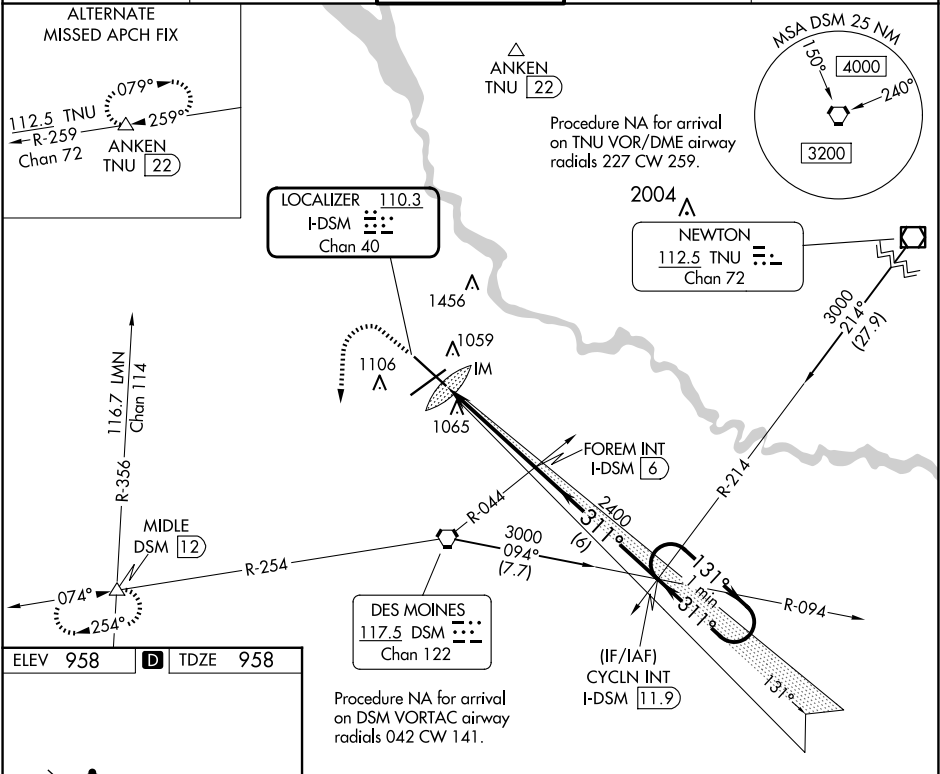 ALTERNATE
MISSED APCH FIX
079°
112.5 TNU
R-259
259°
Chan 72
ANKEN
TNU 22
ANKEN
TNU 22
MSA DSM 25 NM
150°
4000
240°
3200
Procedure NA for arrival
on TNU VOR/DME airway
radials 227 CW 259.
LOCALIZER 110.3
I-DSM
Chan 40
2004
NEWTON
112.5 TNU
Chan 72
3000
214°
(27.9)
1456
1059
1106
IM
1065
116.7 LMN
Chan 114
R-356
FOREM INT
I-DSM 6
R-214
R-044
2400
311°
(6)
MIDLE
DSM 12
R-254
3000
094°
(7.7)
131°
1 min
311°
R-094
074°
254°
DES MOINES
117.5 DSM
Chan 122
(IF/IAF)
CYCLN INT
I-DSM 11.9
131°
ELEV 958 D TDZE 958
Procedure NA for arrival
on DSM VORTAC airway
radials 042 CW 141.